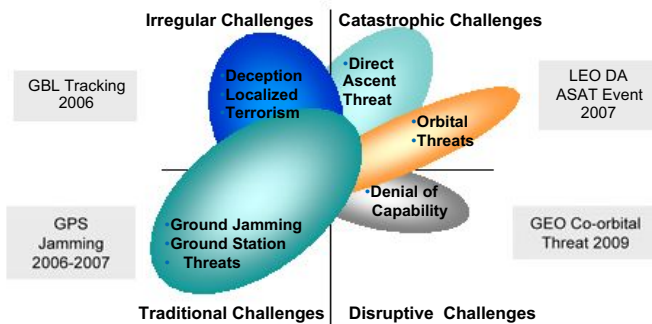 Irregular Challenges
Catastrophic Challenges
GBL Tracking
2006
•Deception
•Localized
•Terrorism
•Direct
Ascent
Threat
LEO DA
ASAT Event
2007
•Orbital
•Threats
•Denial of
Capability
GPS
Jamming
2006-2007
•Ground Jamming
•Ground Station
• Threats
GEO Co-orbital
Threat 2009
Traditional Challenges
Disruptive Challenges